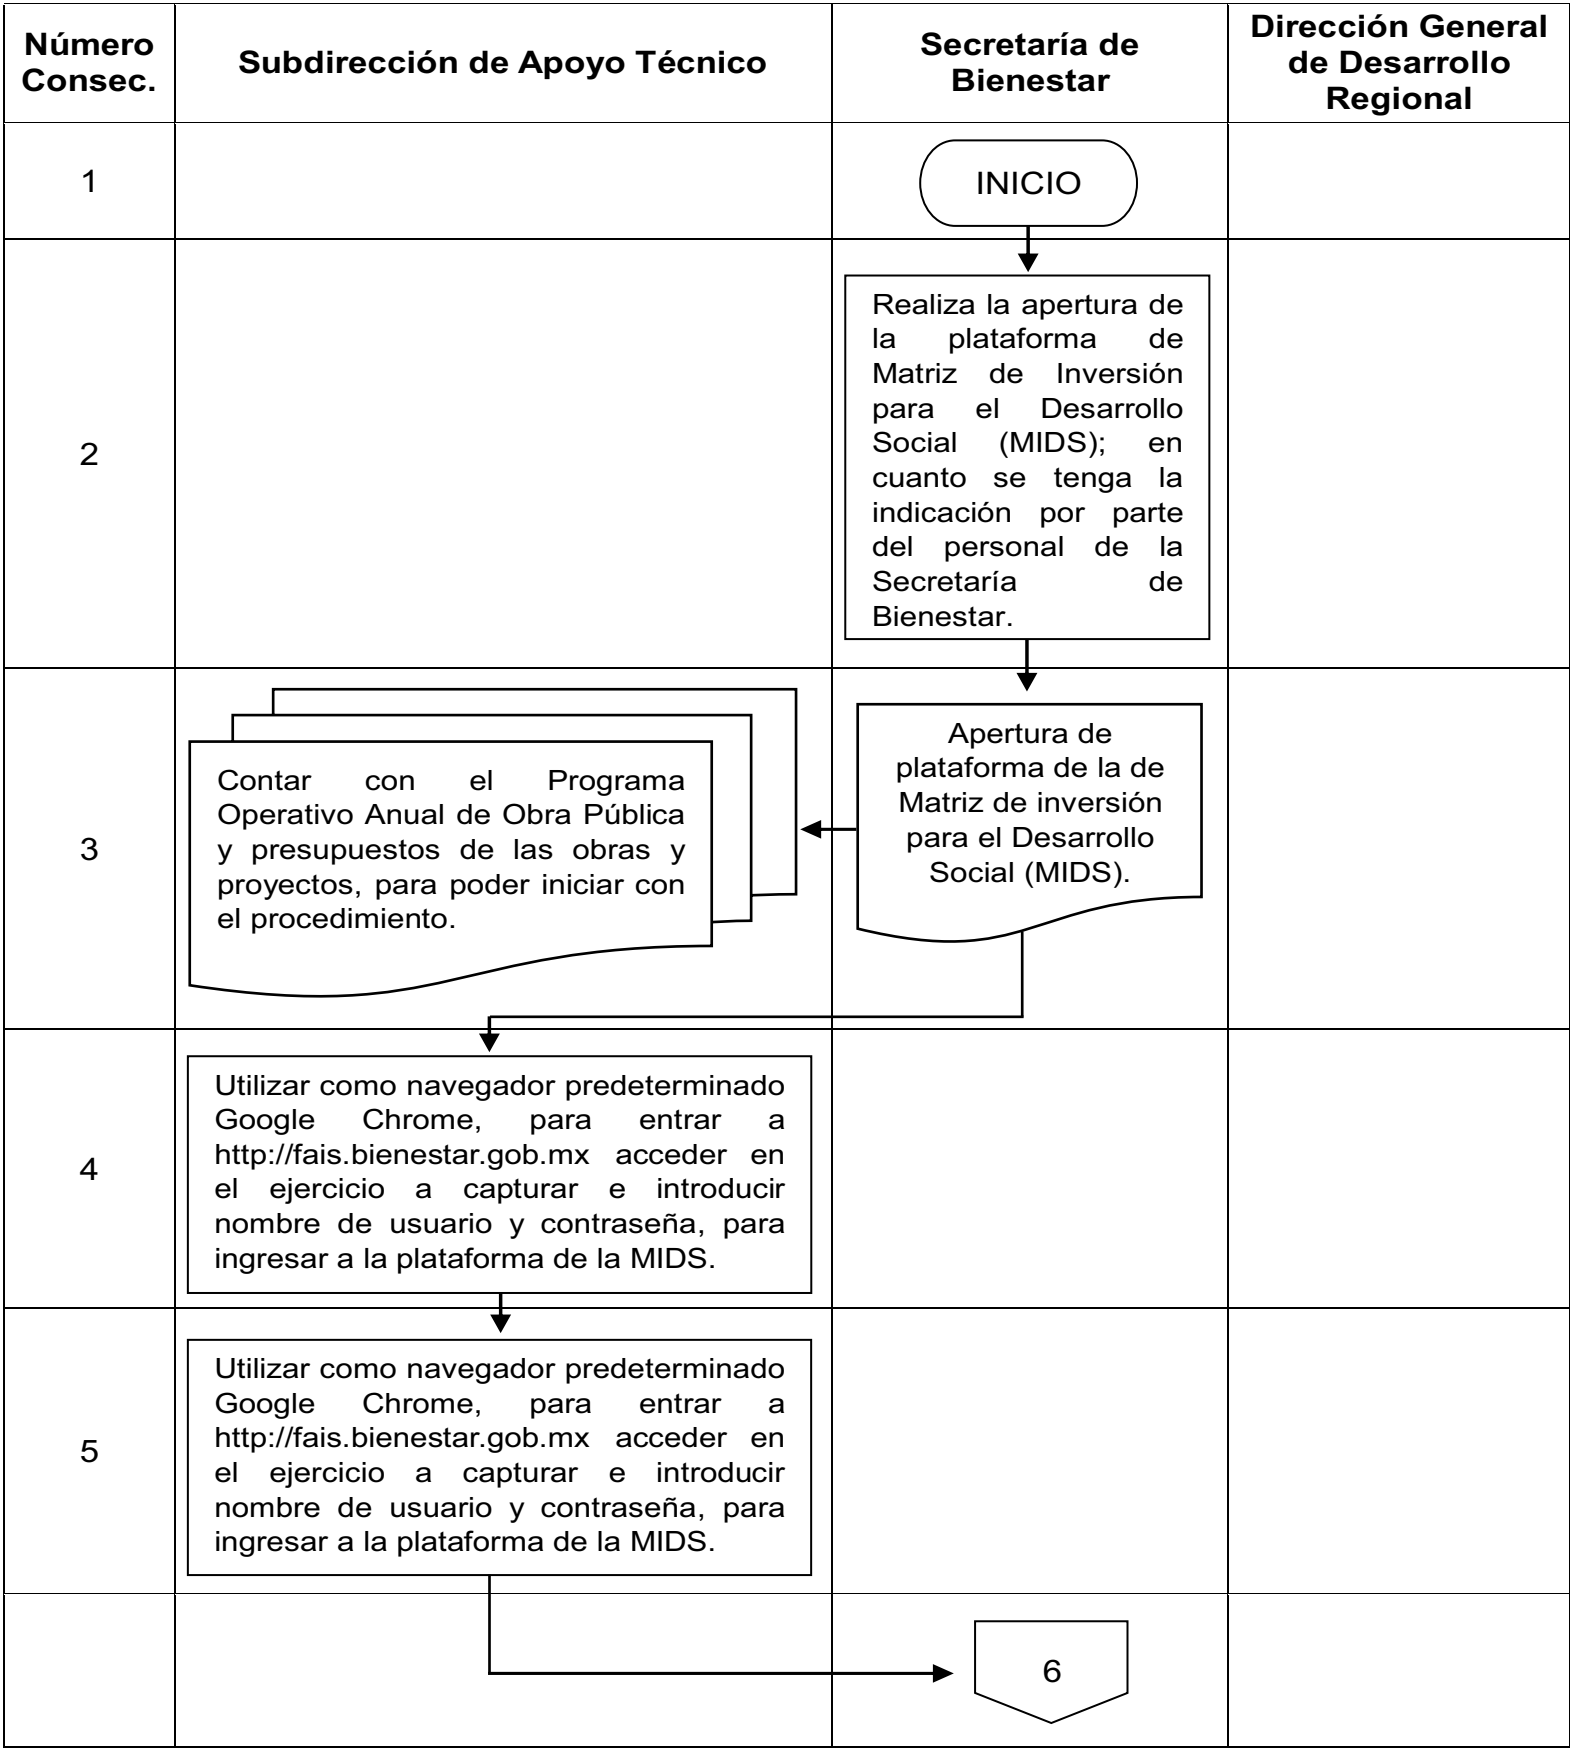 Número
Consec.
Subdirección de Apoyo Técnico
Secretaría de
Bienestar
Dirección General
de Desarrollo
Regional
1
INICIO
2
Realiza la apertura de
la plataforma de
Matriz de Inversión
para el Desarrollo
Social (MIDS); en
cuanto se tenga la
indicación por parte
del personal de la
Secretaría de
Bienestar.
3
Contar con el Programa
Operativo Anual de Obra Pública
y presupuestos de las obras y
proyectos, para poder iniciar con
el procedimiento.
Apertura de
plataforma de la de
Matriz de inversión
para el Desarrollo
Social (MIDS).
4
Utilizar como navegador predeterminado
Google Chrome, para entrar a
http://fais.bienestar.gob.mx acceder en
el ejercicio a capturar e introducir
nombre de usuario y contraseña, para
ingresar a la plataforma de la MIDS.
5
Utilizar como navegador predeterminado
Google Chrome, para entrar a
http://fais.bienestar.gob.mx acceder en
el ejercicio a capturar e introducir
nombre de usuario y contraseña, para
ingresar a la plataforma de la MIDS.
6